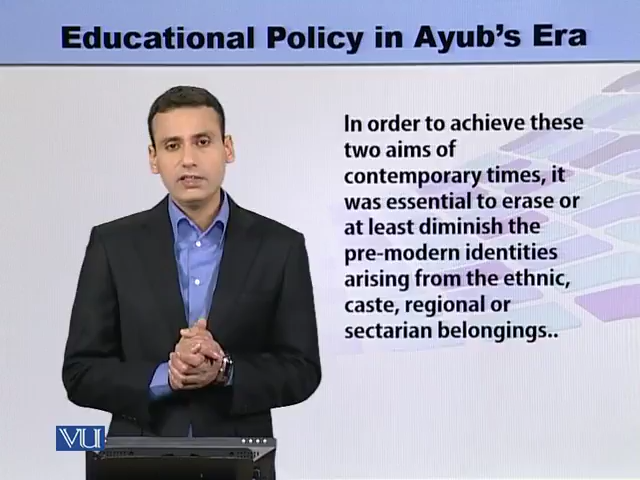 Educational Policy in Ayub's Era
In order to achieve these
two aims of
contemporary times, it
was essential to erase or
at least diminish the
pre-modern identities
arising from the ethnic,
caste, regional or
sectarian belongings..
VU